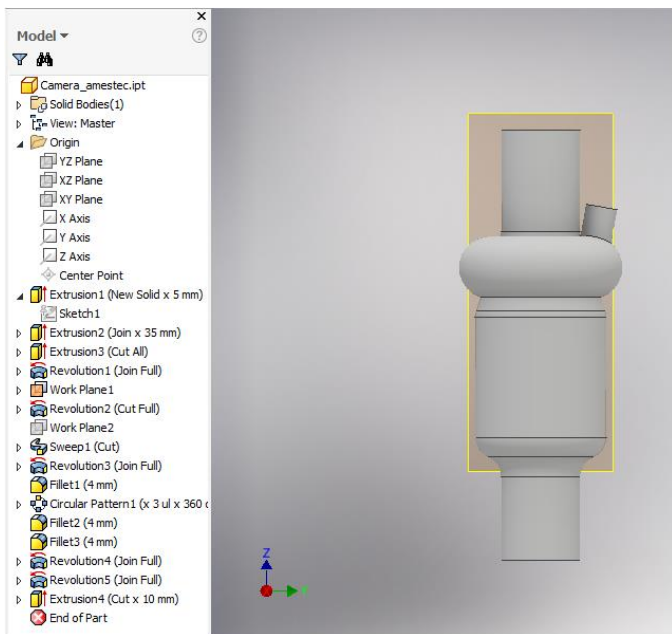 Model
Camera_amestec.ipt
Solid Bodies(1)
View: Master
Origin
YZ Plane
XZ Plane
XY Plane
X Axis
Y Axis
Z Axis
Center Point
Extrusion1 (New Solid x 5 mm)
Sketch1
Extrusion2 (Join x 35 mm)
Extrusion3 (Cut All)
Revolution1 (Join Full)
Work Plane1
Revolution2 (Cut Full)
Work Plane2
Sweep1 (Cut)
Revolution3 (Join Full)
Fillet1 (4 mm)
Circular Pattern1 (x 3 ul x 360 
Fillet2 (4 mm)
Fillet3 (4 mm)
Revolution4 (Join Full)
Revolution5 (Join Full)
Extrusion4 (Cut x 10 mm)
End of Part
Z